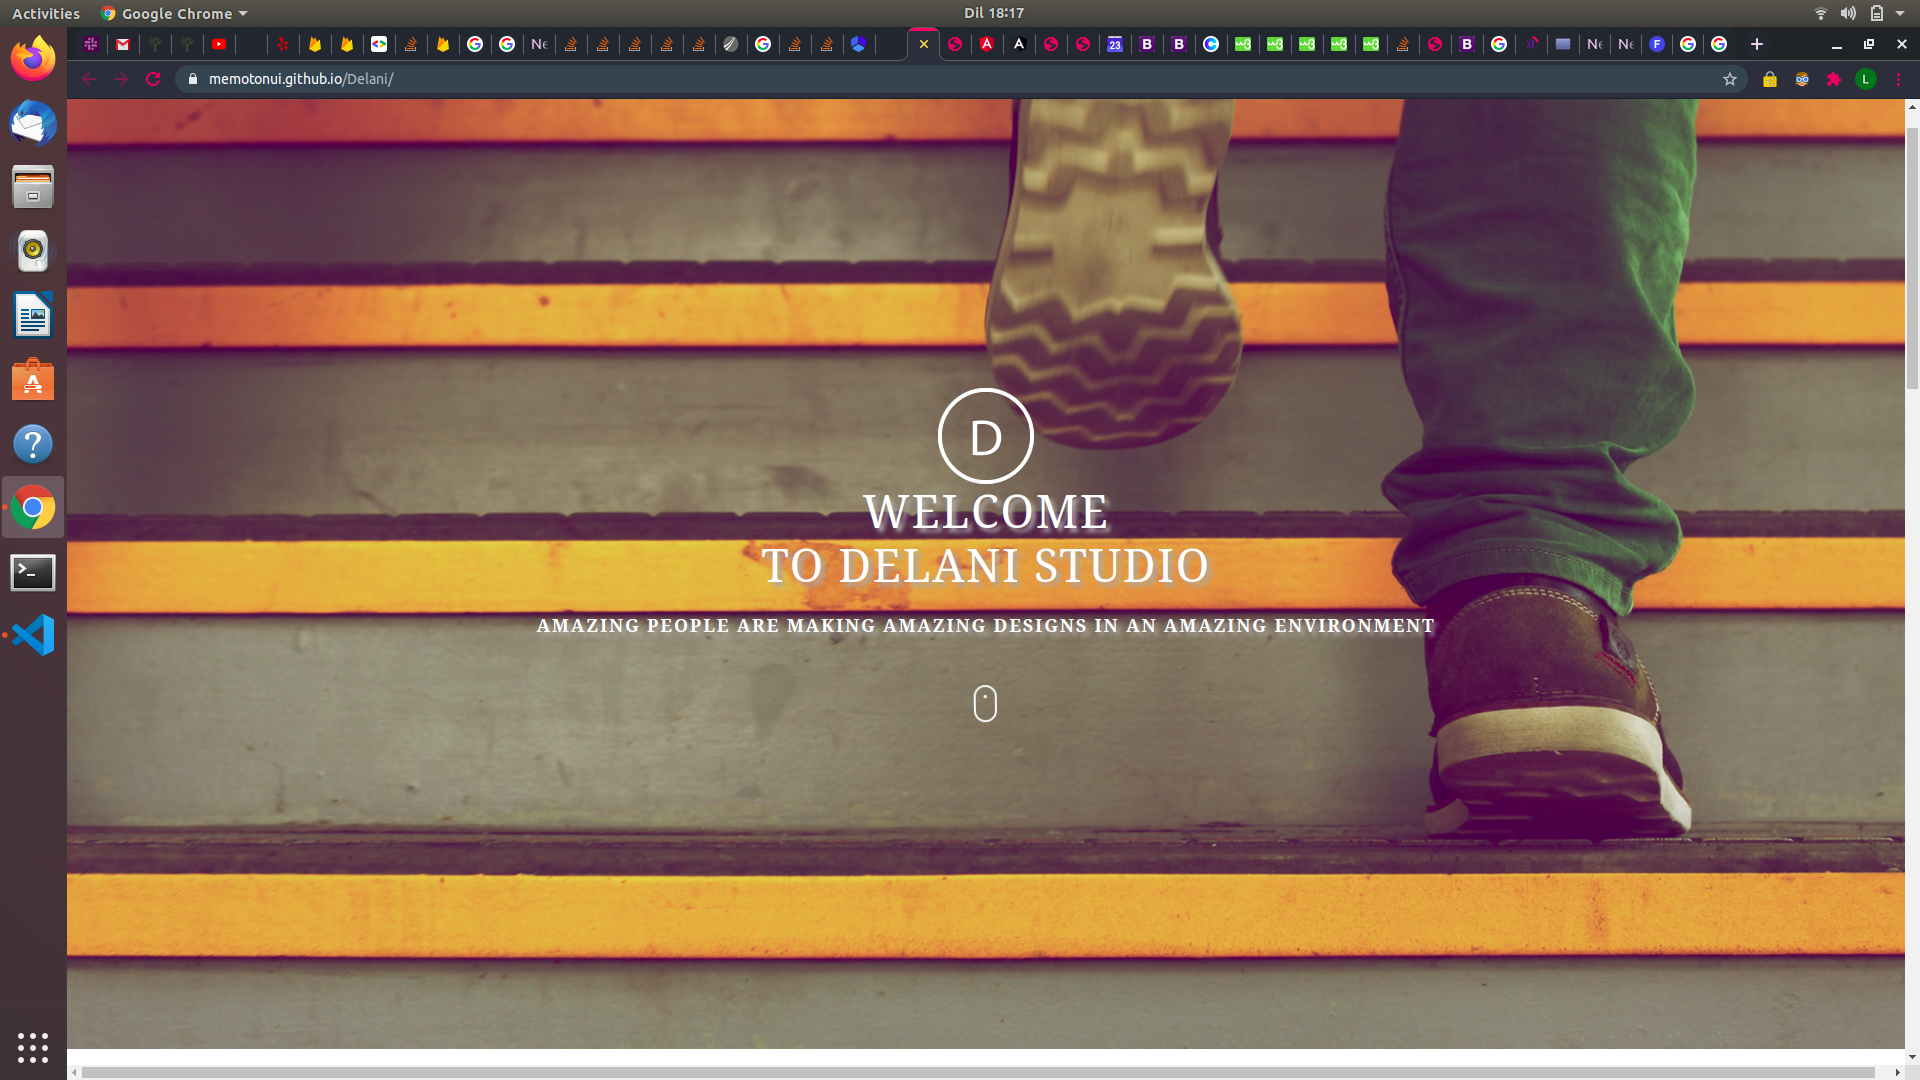 Activities
Google Chrome
Dil 18:17
Ne
23
B
B
Ne
Ne
B
F
memotonui.github.io/Delani/
L
D
WELCOME
TO DELANI STUDIO
AMAZING PEOPLE ARE MAKING AMAZING DESIGNS IN AN AMAZING ENVIRONMENT